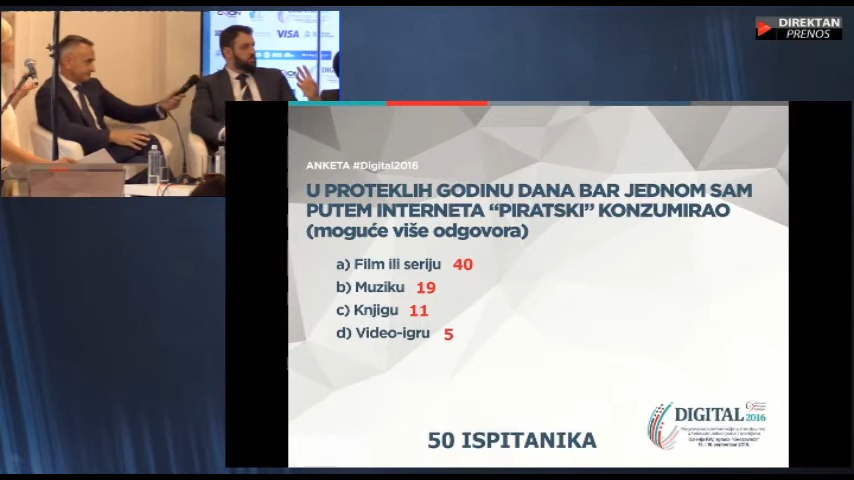 VISA
DIREKTAN
PRENOS
ANKETA #Digital2016
U PROTEKLIH GODINU DANA BAR JEDNOM SAM
PUTEM INTERNETA “PIRATSKI” KONZUMIRAO
(moguće više odgovora)
a) Film ili seriju 40
b) Muziku 19
c) Knjigu 11
d) Video-igru 5
DIGITAL 2016
50 ISPITANIKA